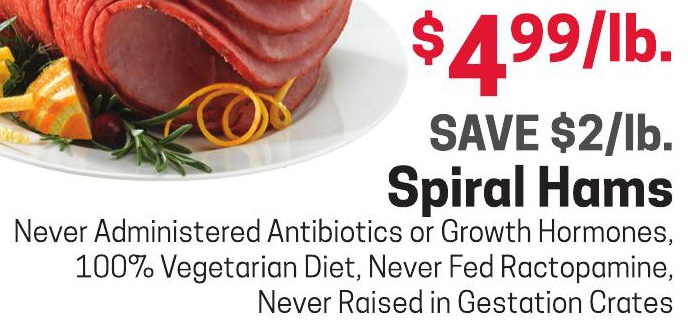 $4.99/lb.
SAVE $2/lb.
Spiral Hams
Never Administered Antibiotics or Growth Hormones,
100% Vegetarian Diet, Never Fed Ractopamine,
Never Raised in Gestation Crates